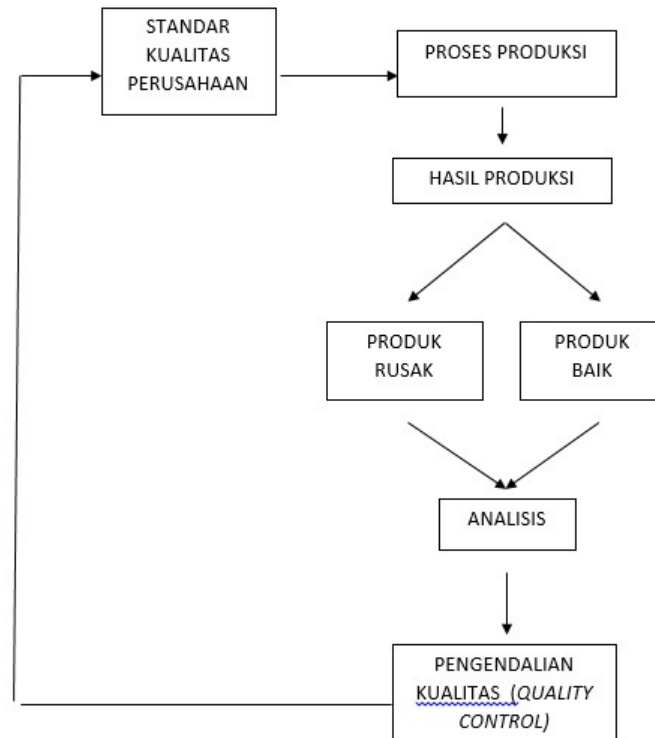 STANDAR
KUALITAS
PERUSAHAAN
PROSES PRODUKSI
HASIL PRODUKSI
PRODUK
RUSAK
PRODUK
BAIK
ANALISIS
PENGENDALIAN
KUALITAS (QUALITY
CONTROL)